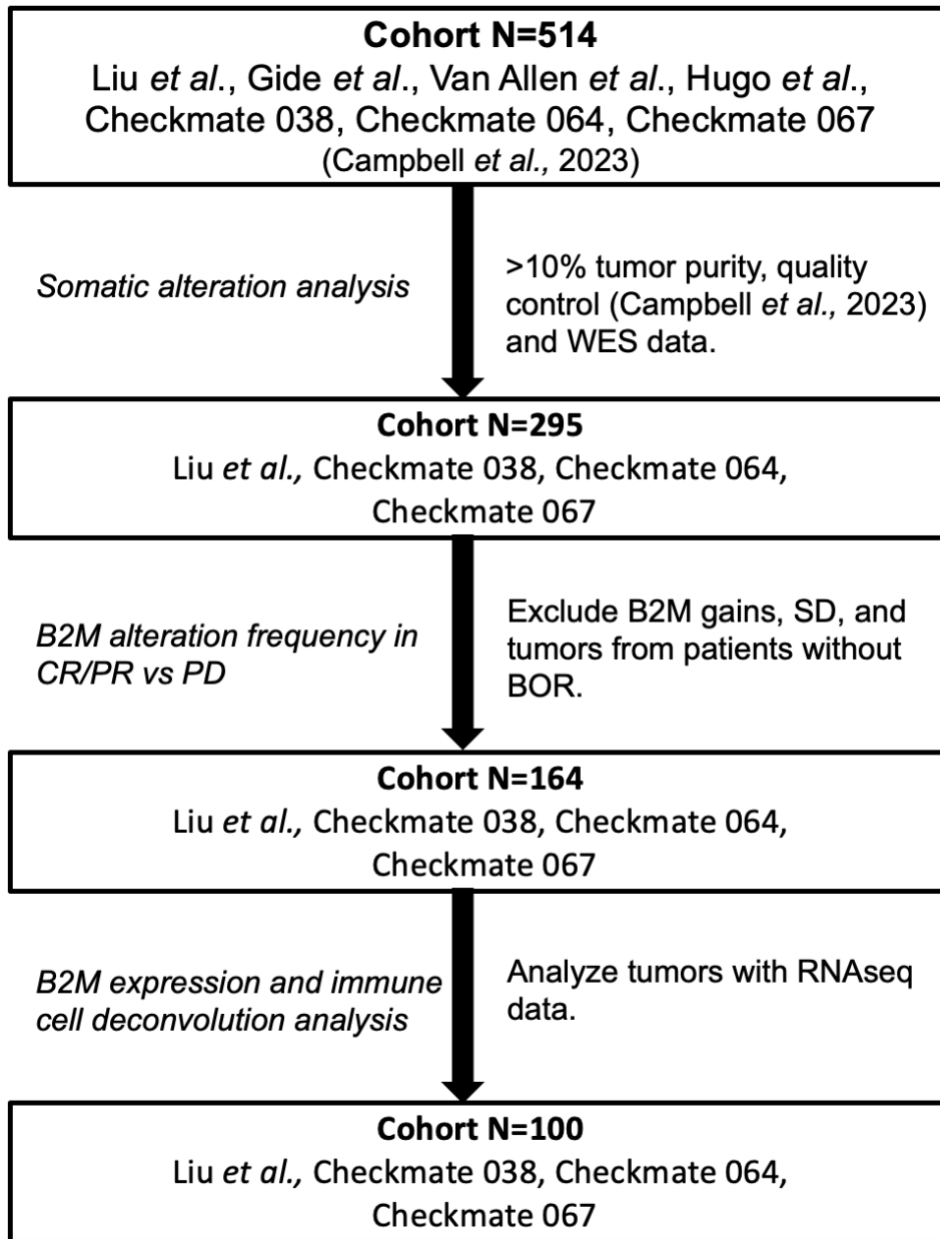 Cohort N=514
Liu et al., Gide et al., Van Allen et al., Hugo et al.,
Checkmate 038, Checkmate 064, Checkmate 067
(Campbell et al., 2023)
Somatic alteration analysis
>10% tumor purity, quality
control (Campbell et al., 2023)
and WES data.
Cohort N=295
Liu et al., Checkmate 038, Checkmate 064,
Checkmate 067
B2M alteration frequency in
CR/PR vs PD
Exclude B2M gains, SD, and
tumors from patients without
BOR.
Cohort N=164
Liu et al., Checkmate 038, Checkmate 064,
Checkmate 067
B2M expression and immune
cell deconvolution analysis
Analyze tumors with RNAseq
data.
Cohort N=100
Liu et al., Checkmate 038, Checkmate 064,
Checkmate 067